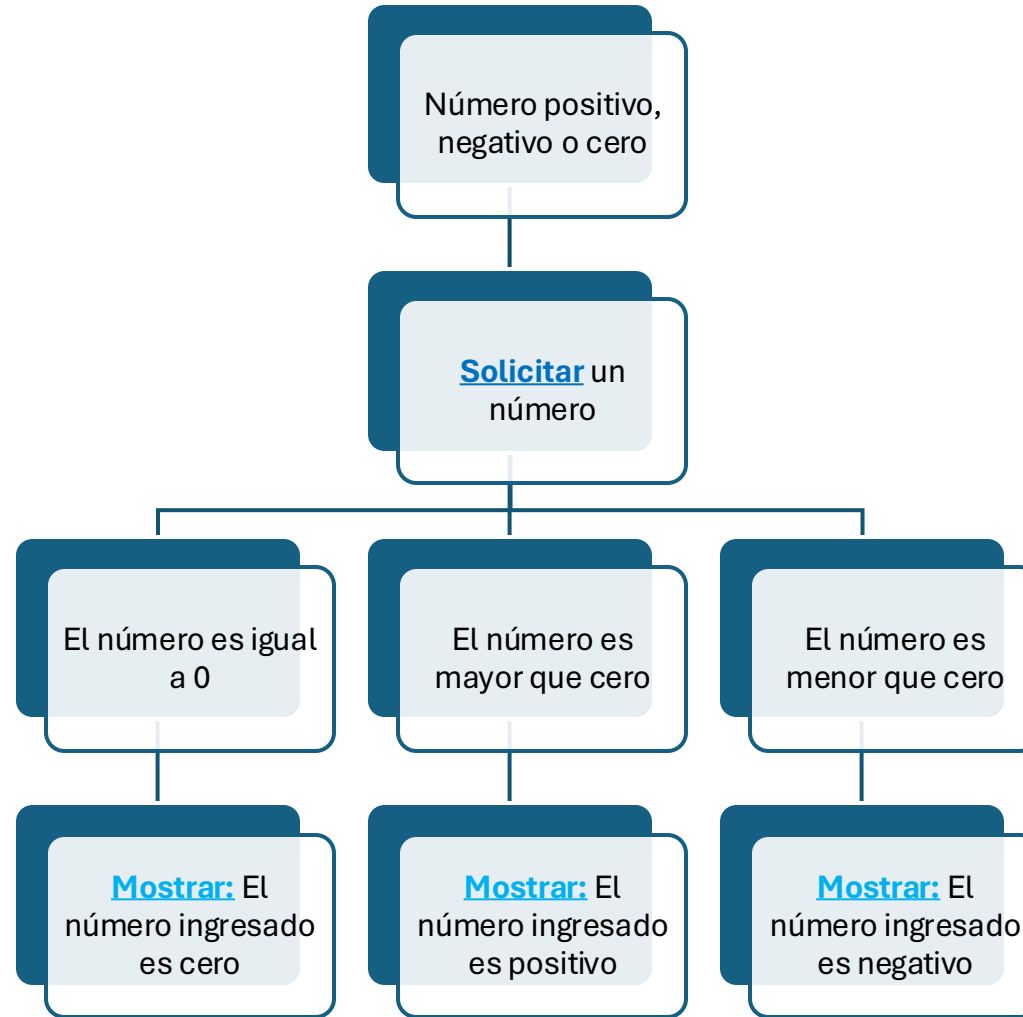 Número positivo,
negativo o cero
Solicitar un
número
El número es igual
a 0
El número es
mayor que cero
El número es
menor que cero
Mostrar: El
número ingresado
es cero
Mostrar: El
número ingresado
es positivo
Mostrar: El
número ingresado
es negativo